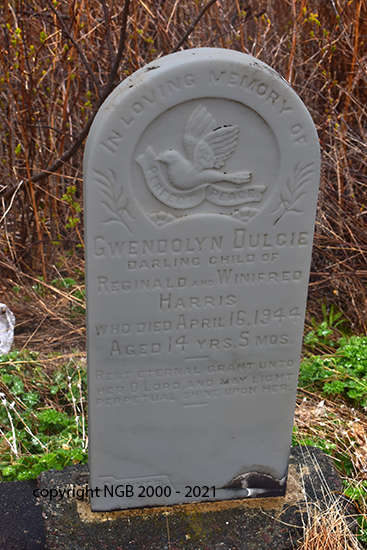 IN LOVING MEMORY OF
PERFECT PEACE
GWENDOLYN DULCIE
DARLING CHILD OF
REGINALD AND WINIFRED
HARRIS
WHO DIED APRIL 16, 1944
AGED 14 YRS. 5 MOS.
REST ETERNAL GRANT UNTO
HER O LORD, AND MAY LIGHT
PERPETUAL SHINE UPON HER.
copyright NGB 2000 - 2021